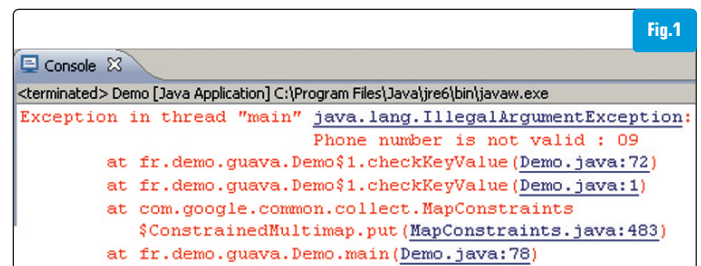 Fig.1
Console
<terminated> Demo [Java Application] C:\Program Files\Java\jre6\bin\javaw.exe
Exception in thread "main" java.lang.IllegalArgumentException:
Phone number is not valid : 09
at fr.demo.guava.Demo$1.checkKeyValue(Demo.java:72)
at fr.demo.guava.Demo$1.checkKeyValue(Demo.java:1)
at com.google.common.collect.MapConstraints
$ConstrainedMultimap.put(MapConstraints.java:483)
at fr.demo.guava.Demo.main(Demo.java:78)